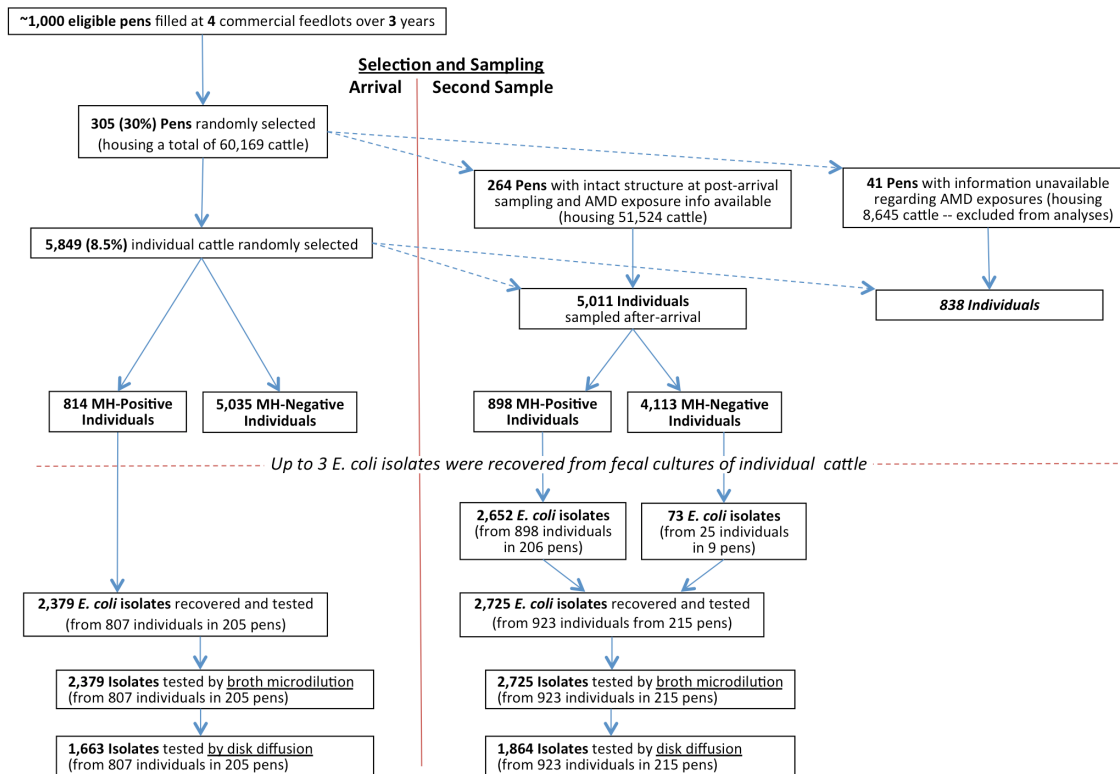 ~1,000 eligible pens filled at 4 commercial feedlots over 3 years
Selection and Sampling
Arrival
Second Sample
305 (30%) Pens randomly selected
(housing a total of 60,169 cattle)
264 Pens with intact structure at post-arrival
sampling and AMD exposure info available
(housing 51,524 cattle)
41 Pens with information unavailable
regarding AMD exposures (housing
8,645 cattle -- excluded from analyses)
5,849 (8.5%) individual cattle randomly selected
5,011 Individuals
sampled after-arrival
838 Individuals
814 MH-Positive
Individuals
5,035 MH-Negative
Individuals
898 MH-Positive
Individuals
4,113 MH-Negative
Individuals
Up to 3 E. coli isolates were recovered from fecal cultures of individual cattle
2,652 E. coli isolates
(from 898 individuals
in 206 pens)
73 E. coli isolates
(from 25 individuals
in 9 pens)
2,379 E. coli isolates recovered and tested
(from 807 individuals in 205 pens)
2,725 E. coli isolates recovered and tested
(from 923 individuals from 215 pens)
2,379 Isolates tested by broth microdilution
(from 807 individuals in 205 pens)
2,725 Isolates tested by broth microdilution
(from 923 individuals in 215 pens)
1,663 Isolates tested by disk diffusion
(from 807 individuals in 205 pens)
1,864 Isolates tested by disk diffusion
(from 923 individuals in 215 pens)